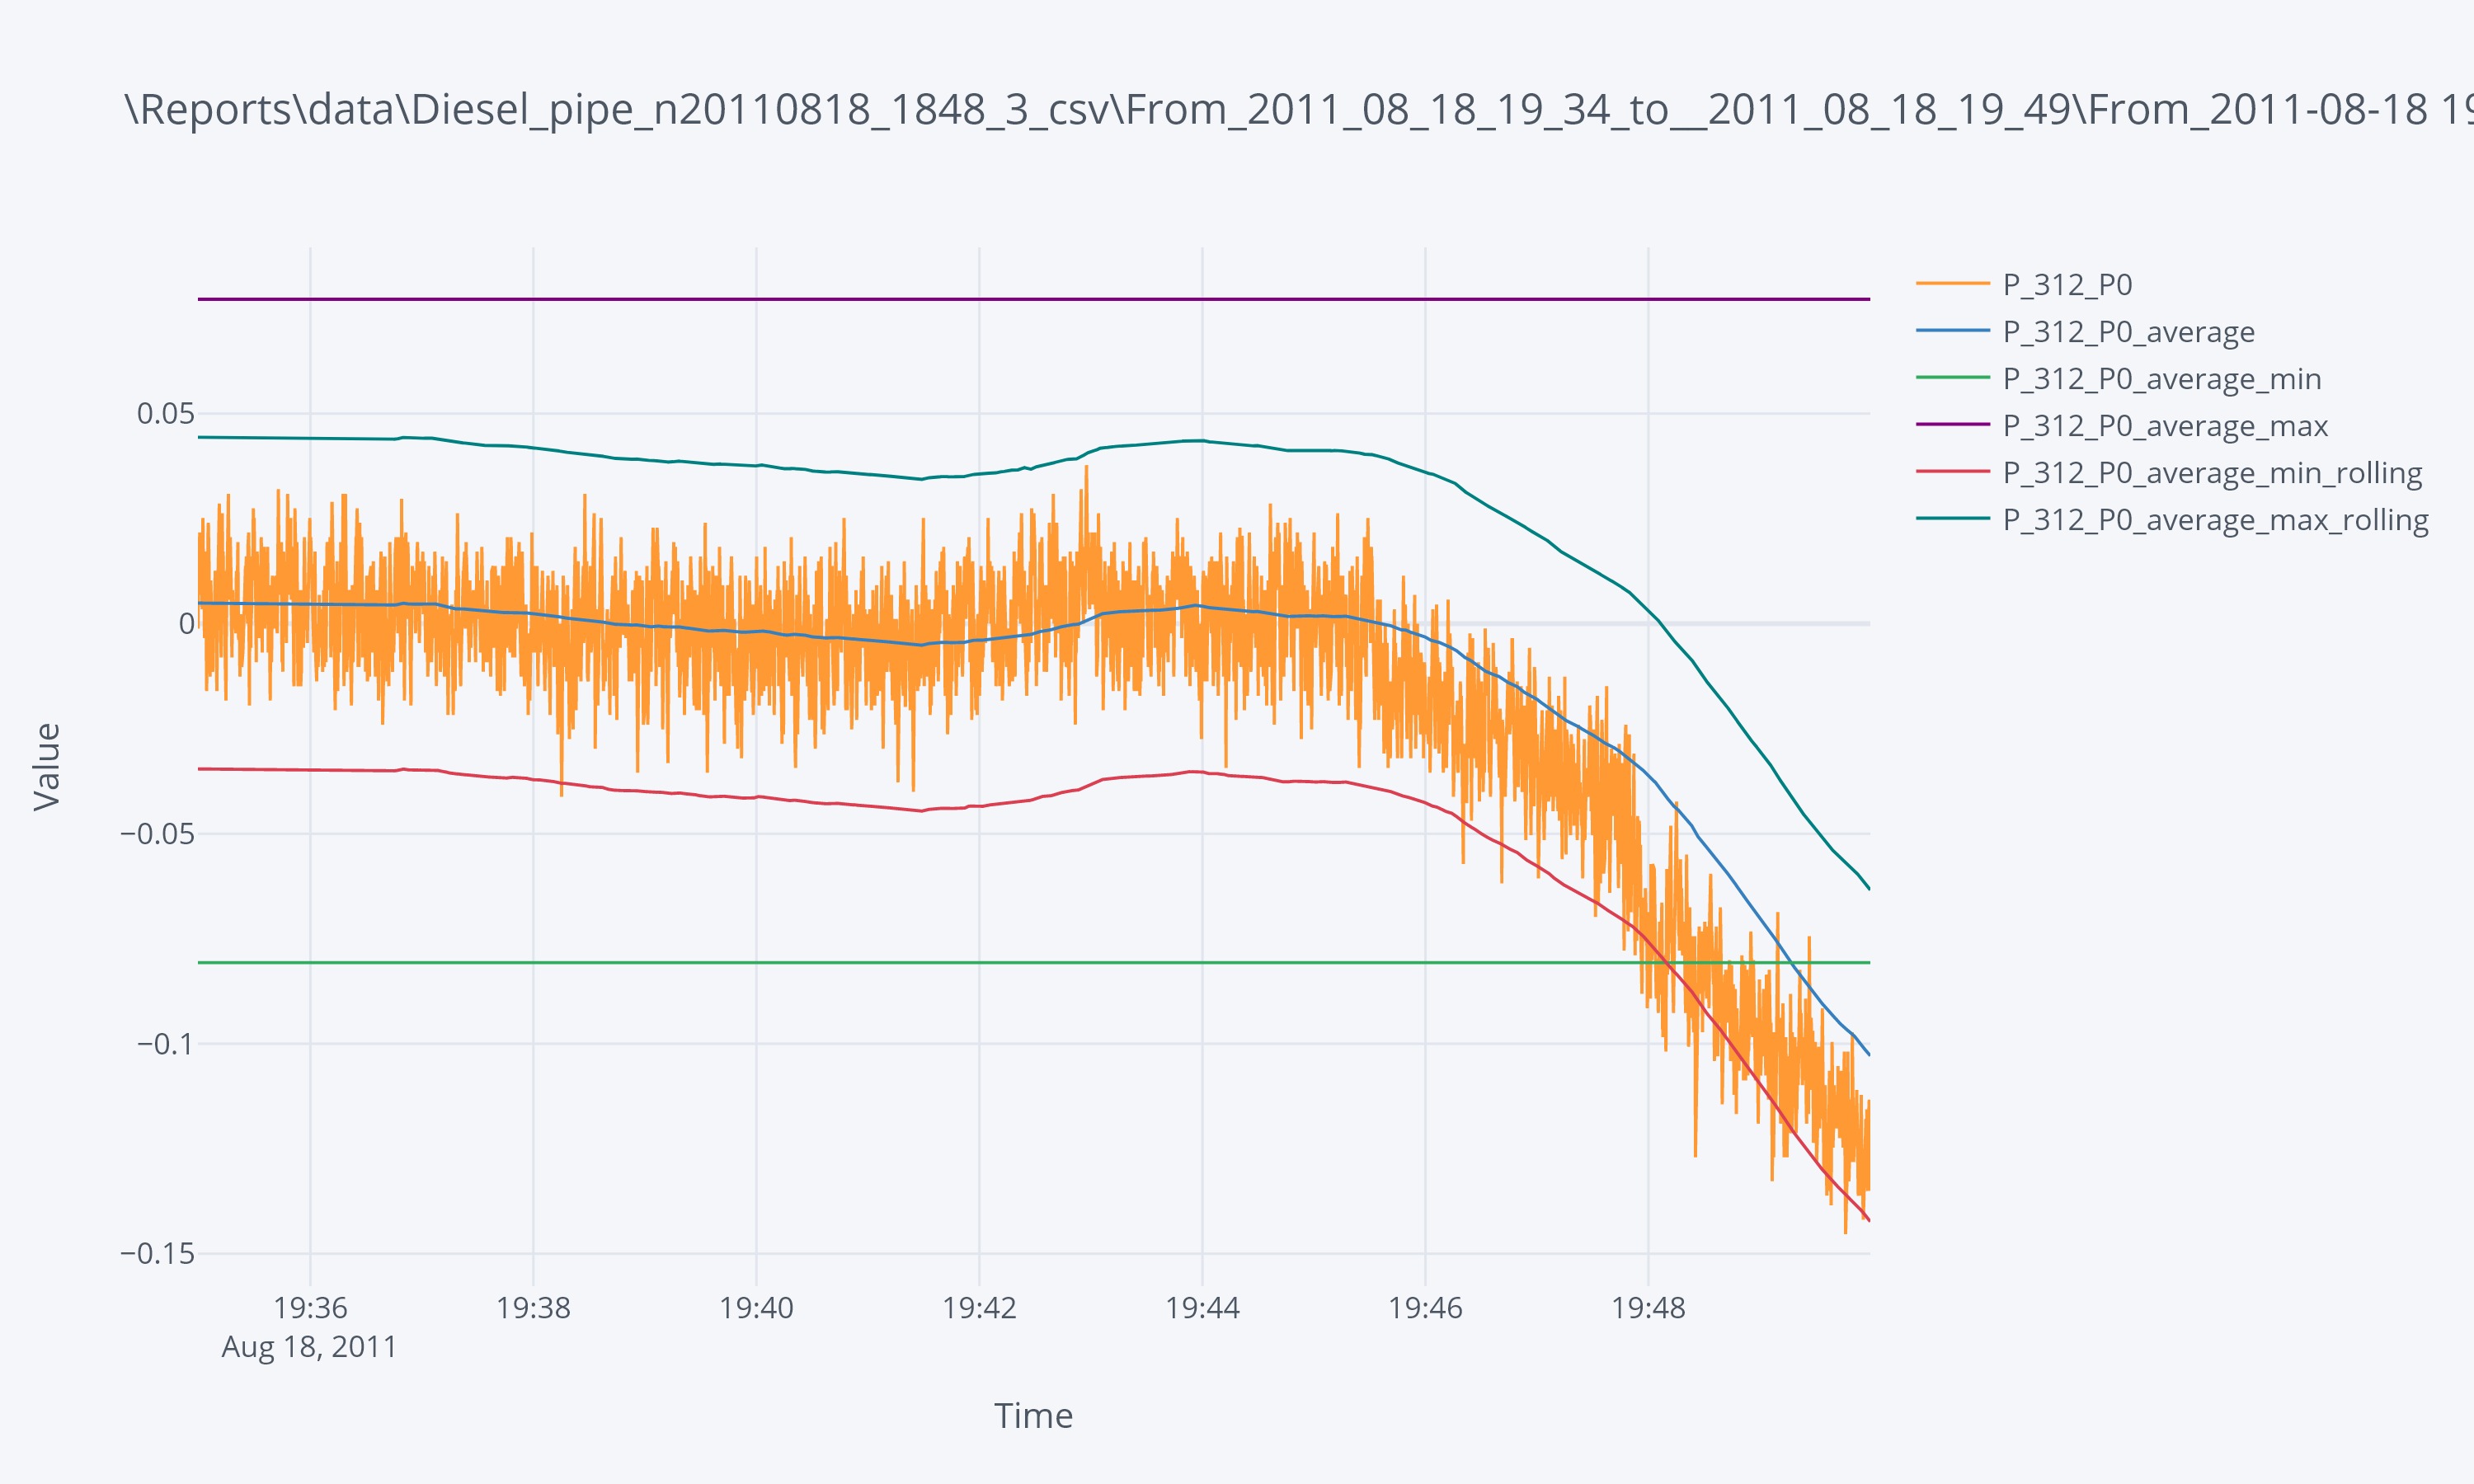 \Reports\data\Diesel_pipe_n20110818_1848_3_csv\From_2011_08_18_19_34_to__2011_08_18_19_49\From_2011-08-18 19
P_312_P0
P_312_P0_average
P_312_P0_average_min
P_312_P0_average_max
P_312_P0_average_min_rolling
P_312_P0_average_max_rolling
Value
0.05
0
−0.05
−0.1
−0.15
19:36
Aug 18, 2011
19:38
19:40
19:42
19:44
19:46
19:48
Time